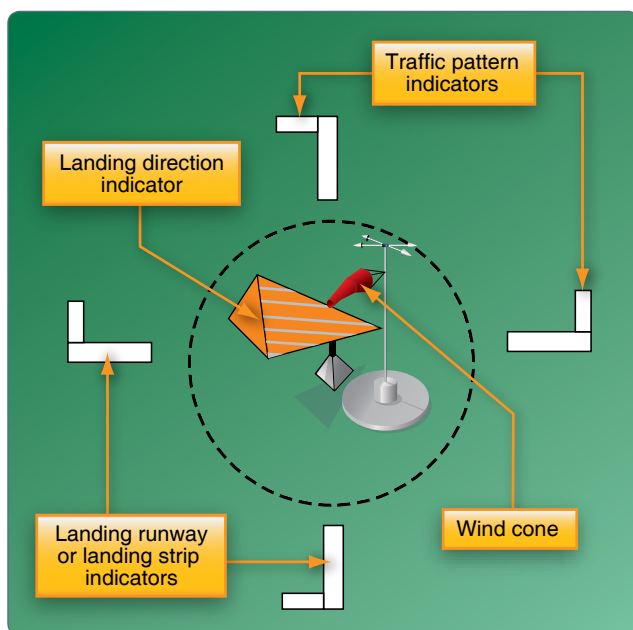 Traffic pattern
indicators
Landing direction
indicator
Landing runway
or landing strip
indicators
Wind cone